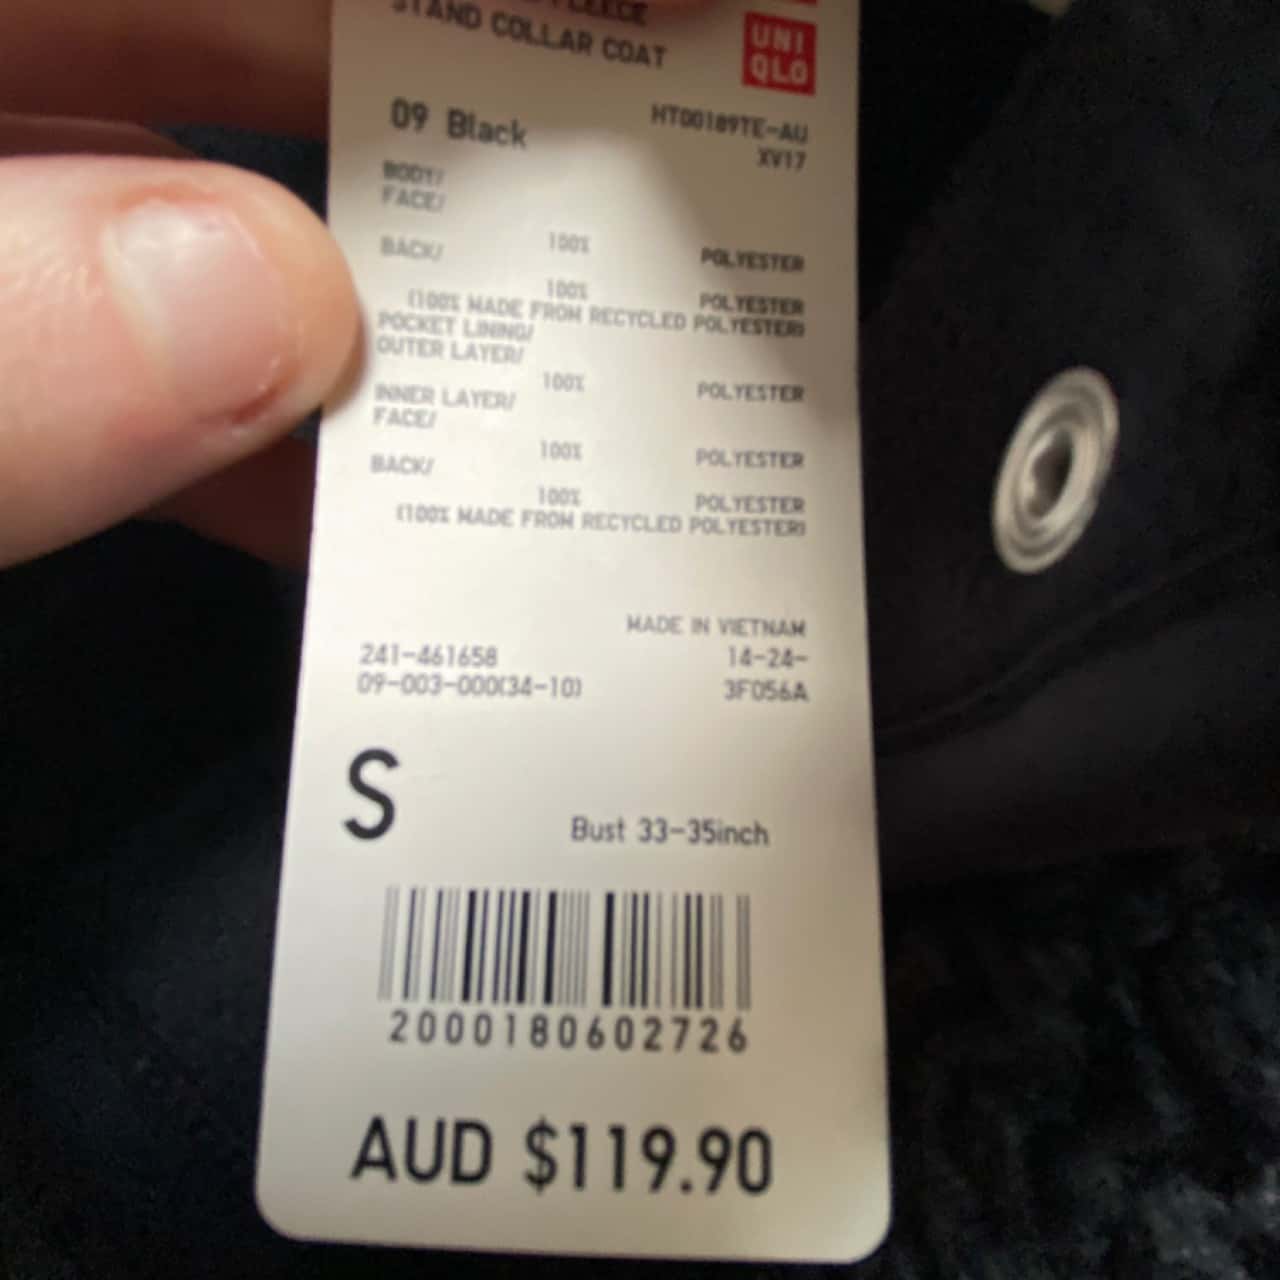 FLEECE
STAND COLLAR COAT
UNI
QLO
09 Black
HT00189TE-AU
XV17
BODY/
FACE/
100% POLYESTER
BACK/
100% POLYESTER
(100% MADE FROM RECYCLED POLYESTER)
POCKET LINING/
OUTER LAYER/
100% POLYESTER
INNER LAYER/
FACE/
100% POLYESTER
BACK/
100% POLYESTER
(100% MADE FROM RECYCLED POLYESTER)
MADE IN VIETNAM
241-461658 14-24-
09-003-000(34-10) 3F056A
S
Bust 33-35inch
2000180602726
AUD $119.90